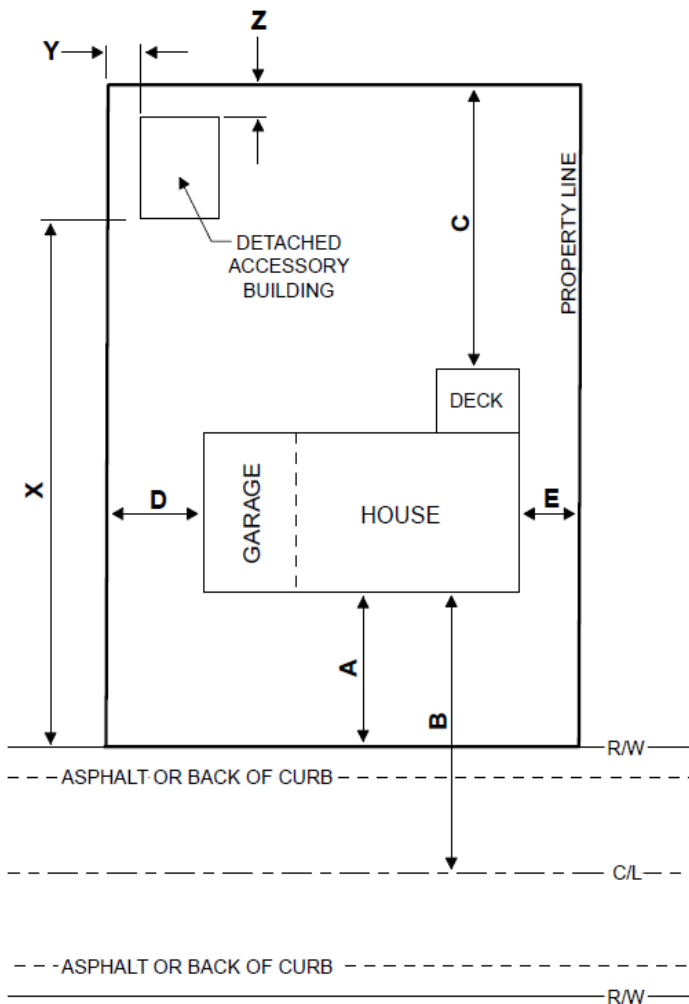 Z
Y
DETACHED
ACCESSORY
BUILDING
C
PROPERTY LINE
DECK
X
D
GARAGE
HOUSE
E
A
B
R/W
ASPHALT OR BACK OF CURB
C/L
ASPHALT OR BACK OF CURB
R/W